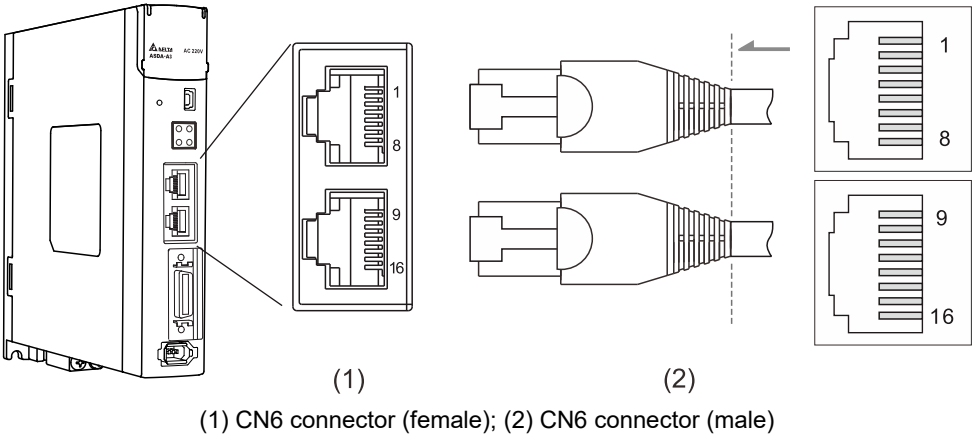 DELTA
ASDA-A3
AC 220V
1
8
9
16
1
8
9
16
(1)
(2)
(1) CN6 connector (female); (2) CN6 connector (male)